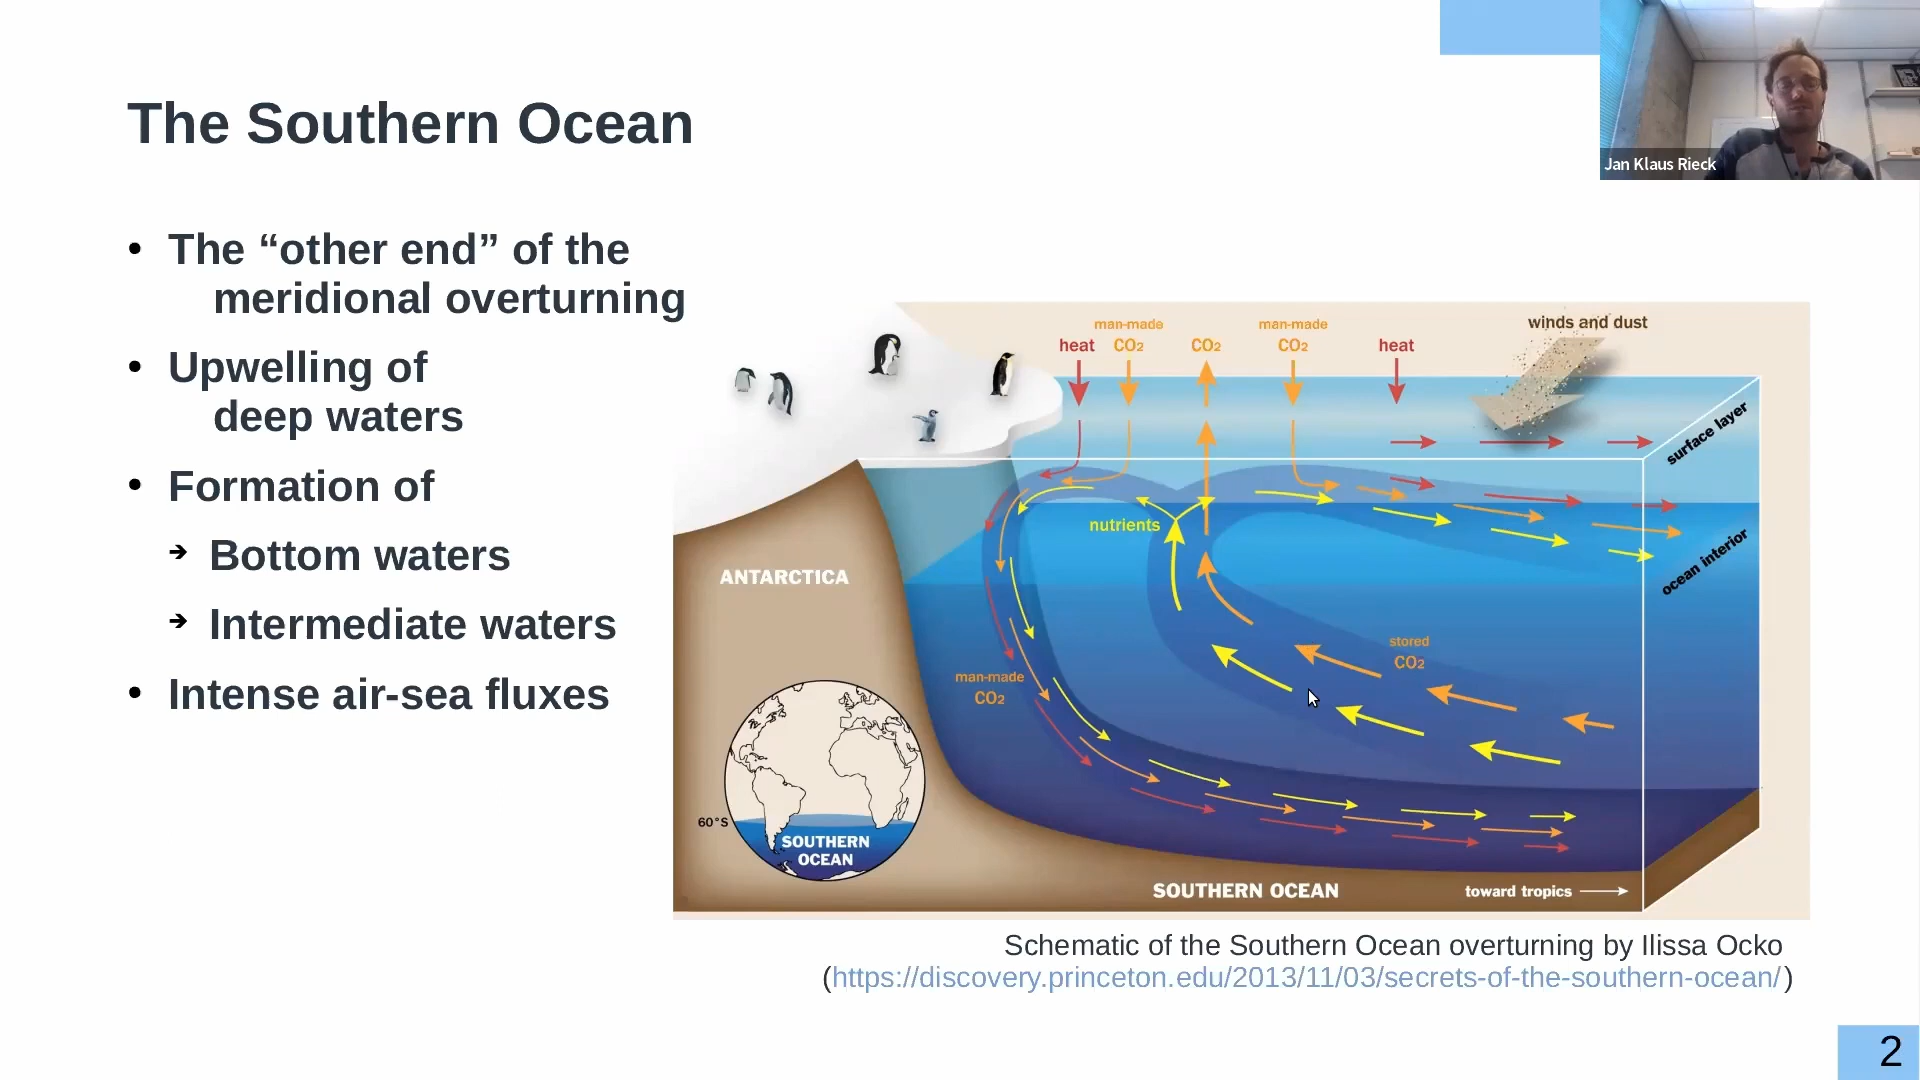 The Southern Ocean
Jan Klaus Rieck
• The “other end” of the
meridional overturning
• Upwelling of
deep waters
• Formation of
➔ Bottom waters
➔ Intermediate waters
• Intense air-sea fluxes
winds and dust
man-made
CO₂
heat
CO₂
man-made
CO₂
heat
surface layer
nutrients
ocean interior
ANTARCTICA
stored
CO₂
man-made
CO₂
60°S
SOUTHERN
OCEAN
SOUTHERN OCEAN
toward tropics
Schematic of the Southern Ocean overturning by Ilissa Ocko
(https://discovery.princeton.edu/2013/11/03/secrets-of-the-southern-ocean/)
2